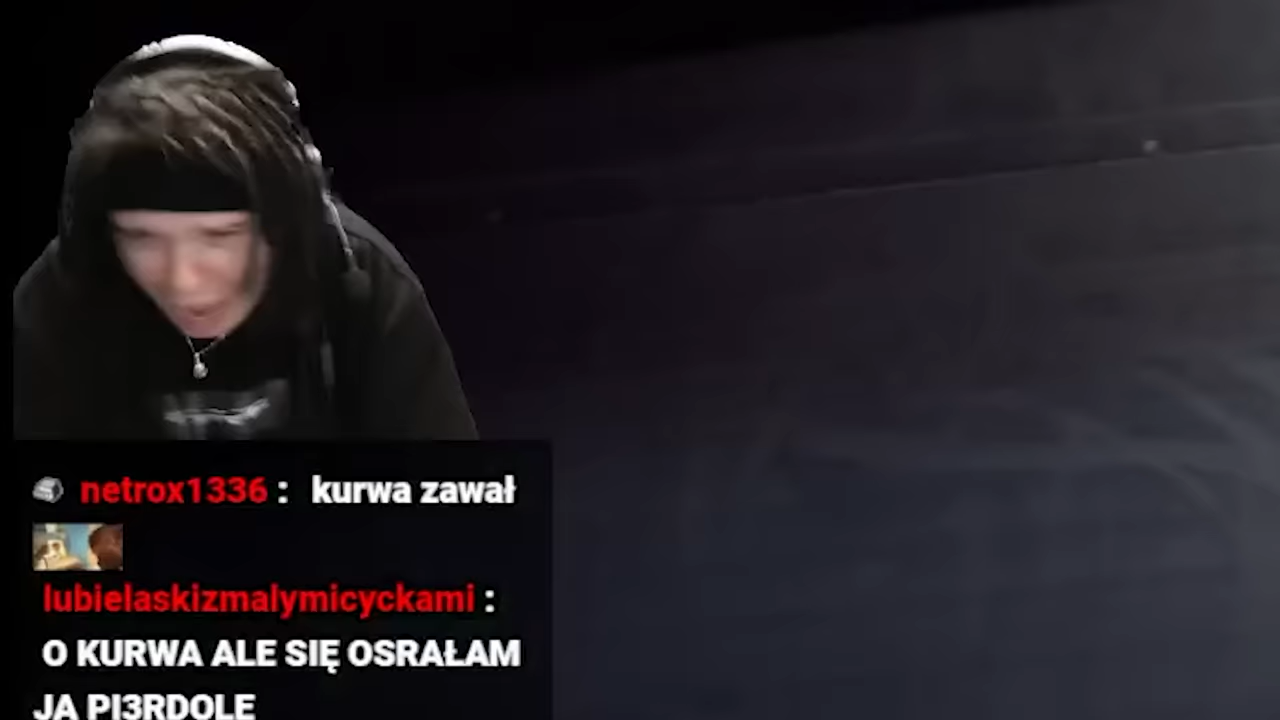 netrox1336 : kurwa zawał
lubielaskizmalymicyckami :
O KURWA ALE SIĘ OSRAŁAM
JA PI3RDOLE